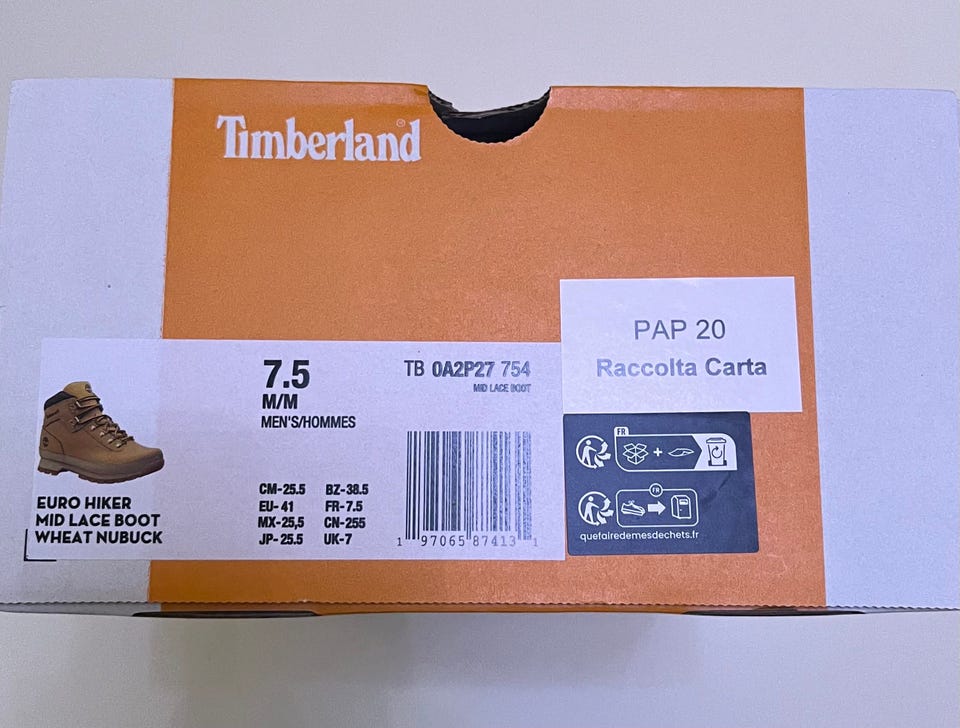 Timberland®
PAP 20
Raccolta Carta
7.5
M/M
MEN'S/HOMMES
TB 0A2P27 754
MID LACE BOOT
EURO HIKER
MID LACE BOOT
WHEAT NUBUCK
CM-25.5 BZ-38.5
EU- 41 FR-7.5
MX-25,5 CN-255
JP- 25.5 UK-7
1 97065 87413 1
FR
+
FR
quefairedemesdechets.fr